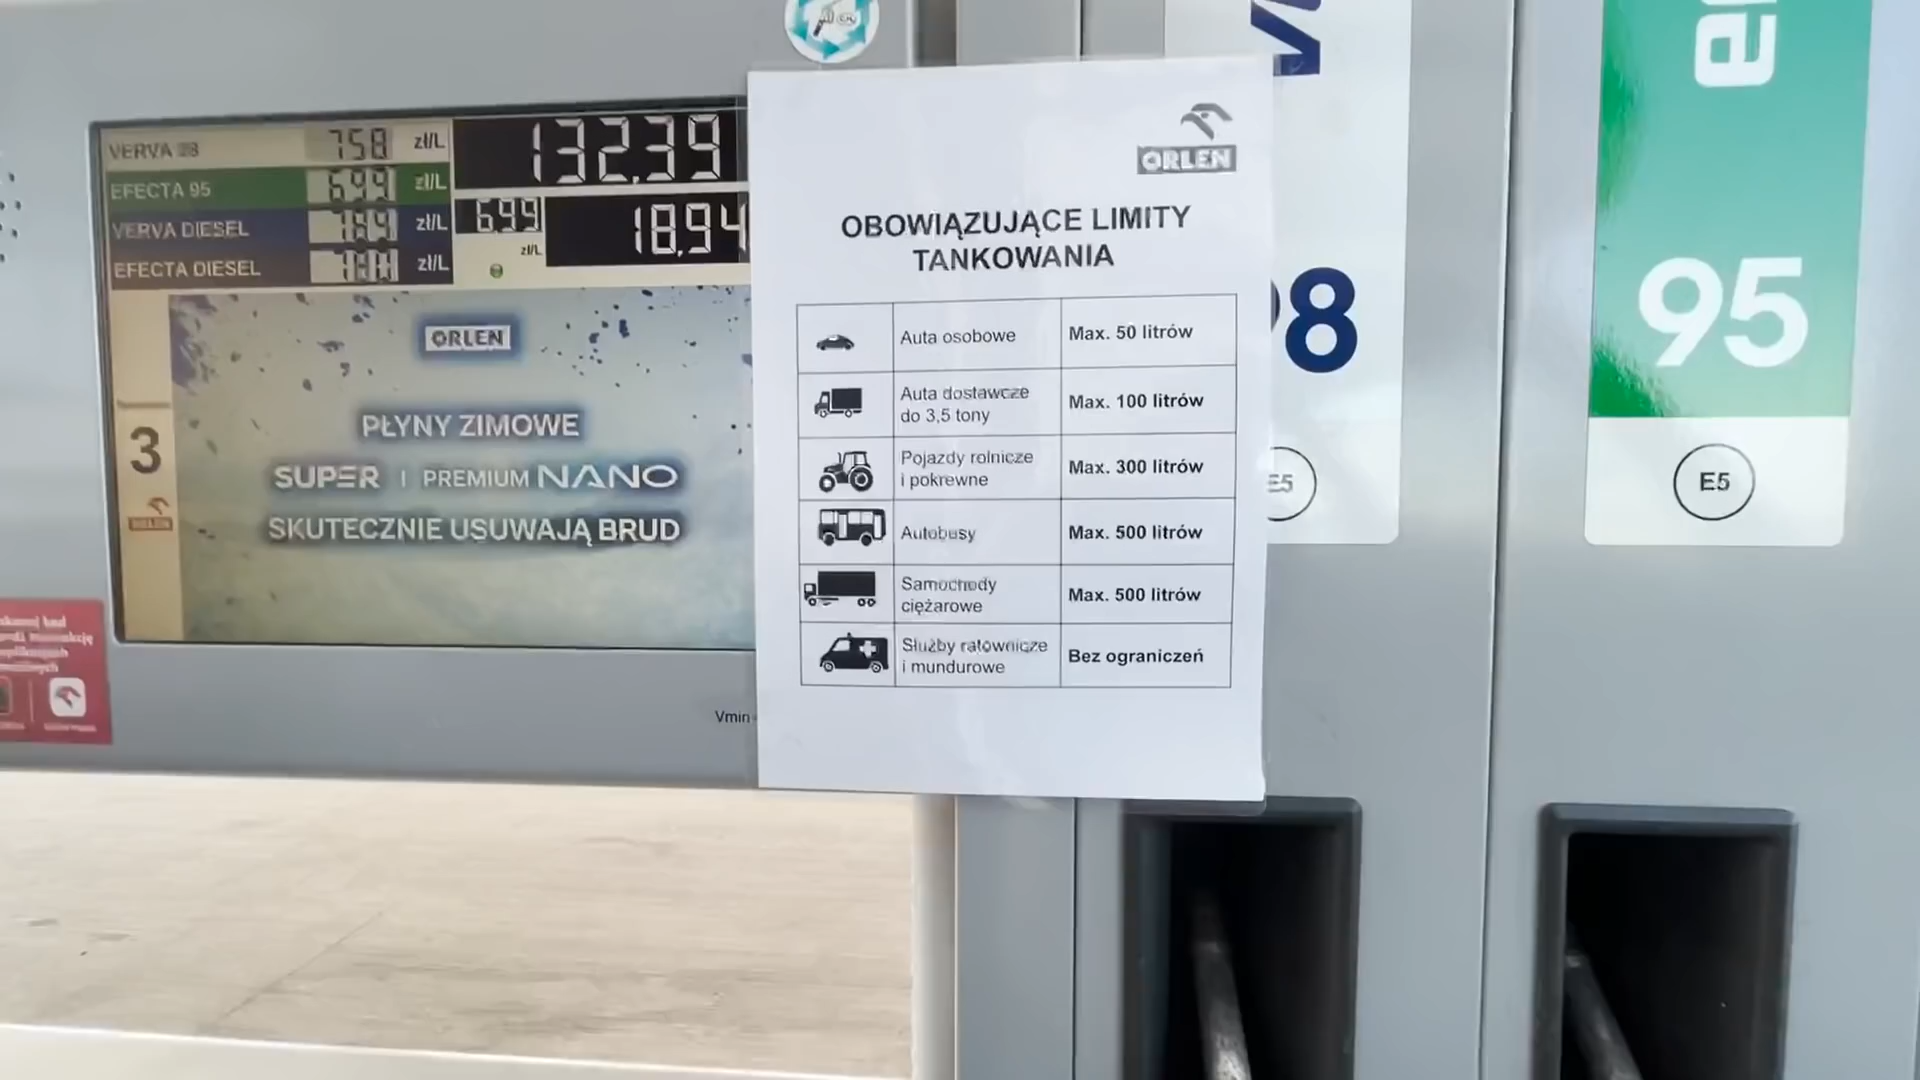 VERVA 98 7,58 zł/L
EFECTA 95 6,99 zł/L
VERVA DIESEL zł/L
EFECTA DIESEL zł/L
132,39
6,99
zł/L
18,94
ORLEN
PŁYNY ZIMOWE
SUPER | PREMIUM NANO
SKUTECZNIE USUWAJĄ BRUD
3
Vmin
ORLEN
OBOWIĄZUJĄCE LIMITY
TANKOWANIA
Auta osobowe Max. 50 litrów
Auta dostawcze
do 3,5 tony Max. 100 litrów
Pojazdy rolnicze
i pokrewne Max. 300 litrów
Autobusy Max. 500 litrów
Samochody
ciężarowe Max. 500 litrów
Służby ratownicze
i mundurowe Bez ograniczeń
98
E5
95
E5